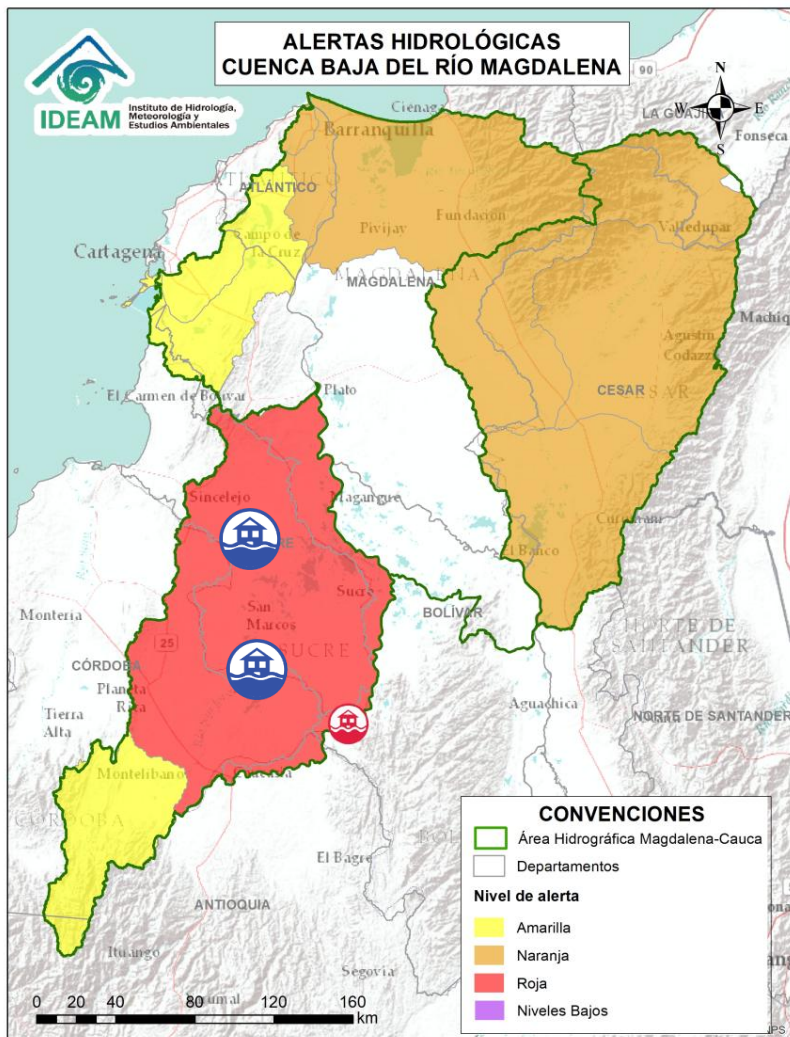 ALERTAS HIDROLÓGICAS
CUENCA BAJA DEL RÍO MAGDALENA
IDEAM
Instituto de Hidrología,
Meteorología y
Estudios Ambientales
N
W
E
S
90
Cienaga
LA GUAJIRA
Barranquilla
Fonseca
ATLÁNTICO
Fundacion
Pivijay
Valledupar
Campo de
la Cruz
Cartagena
MAGDALENA
MAGDALENA
Machiq
Agustin
Codazzi
CESAR
El Carmen de Bolívar
Plato
Sincelejo
Magangue
El Banco
Sucre
San
Marcos
BOLÍVAR
Monteria
25
SUCRE
NORTE DE
SANTANDER
CÓRDOBA
Planeta
Rica
Aguachica
Tierra
Alta
NORTE DE SANTANDER
Montelibano
CORDOBA
El Bagre
ANTIOQUIA
Ituango
Segovia
CONVENCIONES
Área Hidrográfica Magdalena-Cauca
Departamentos
Nivel de alerta
Amarilla
Naranja
Roja
Niveles Bajos
0 20 40 80 120 160
km